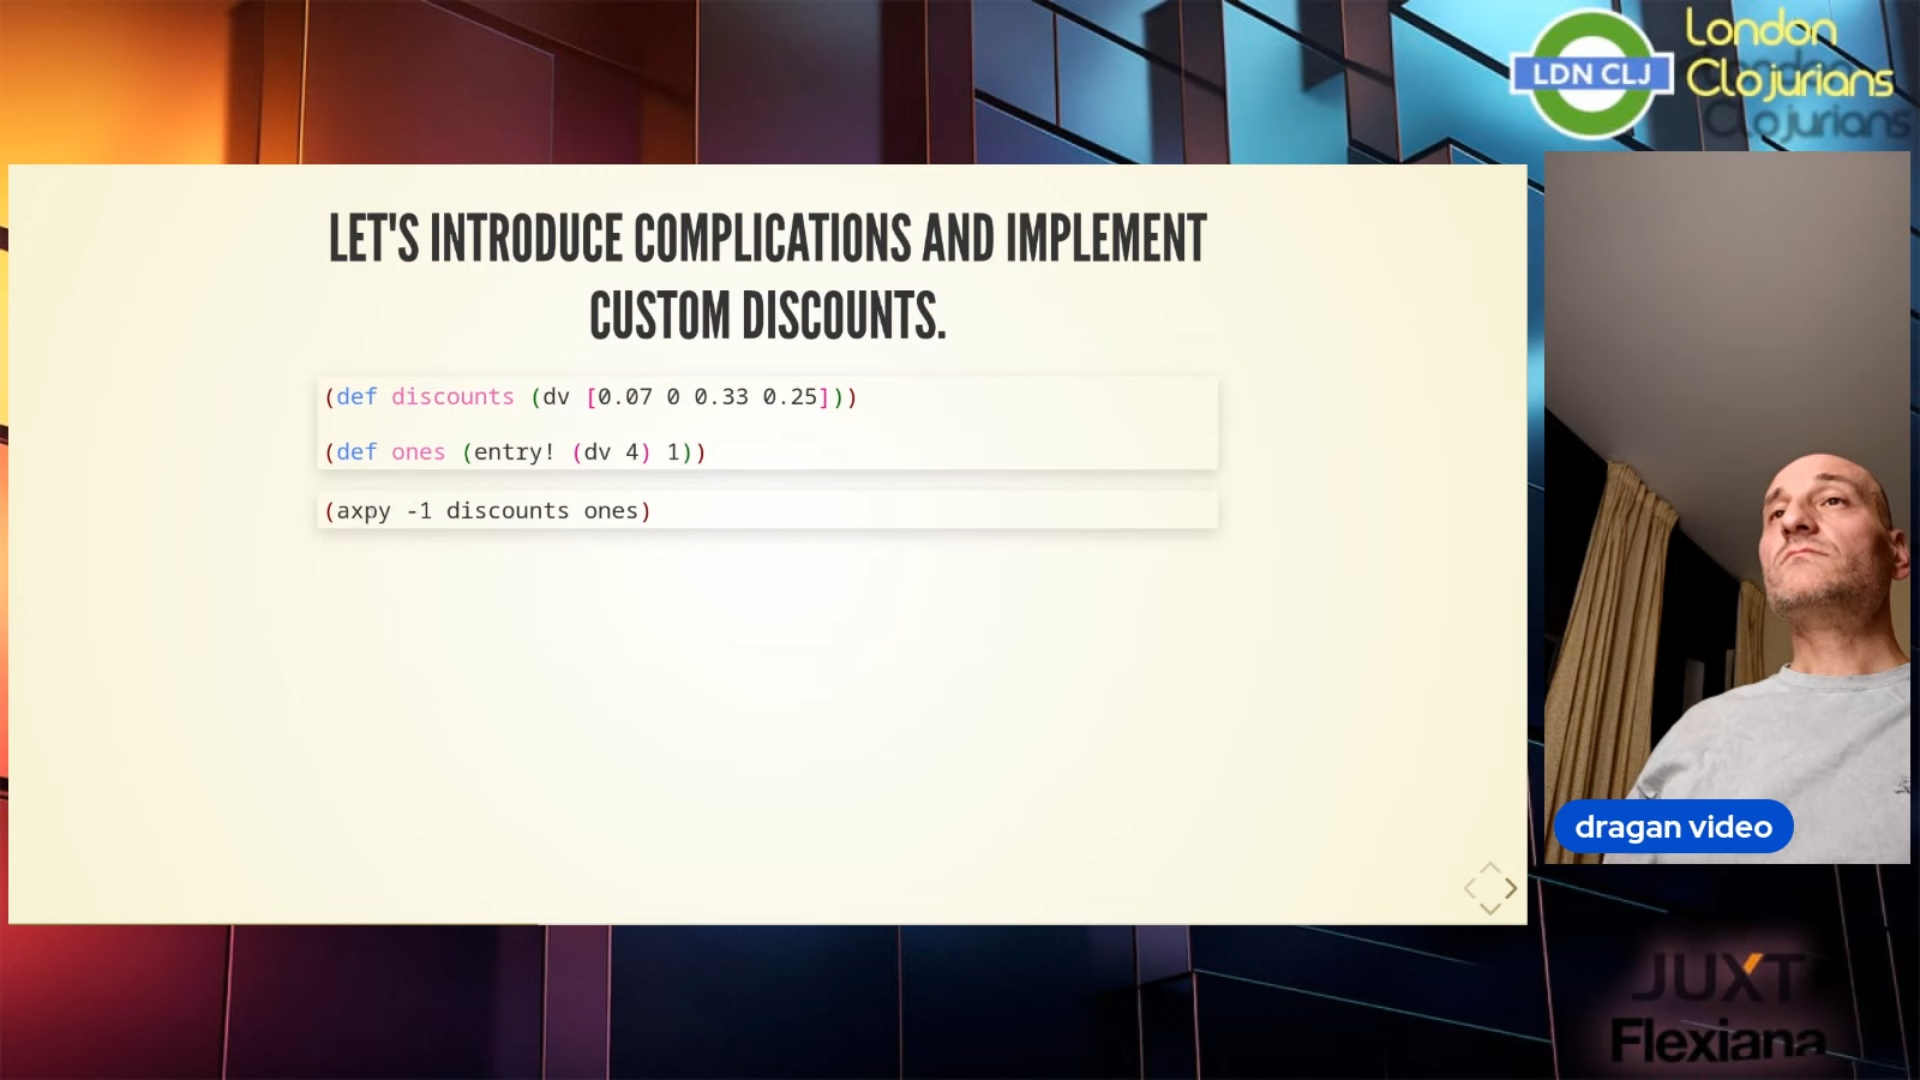 London
Clojurians
LDN CLJ
LET'S INTRODUCE COMPLICATIONS AND IMPLEMENT
CUSTOM DISCOUNTS.
(def discounts (dv [0.07 0 0.33 0.25]))
(def ones (entry! (dv 4) 1))
(axpy -1 discounts ones)
dragan video
JUXT
Flexiana